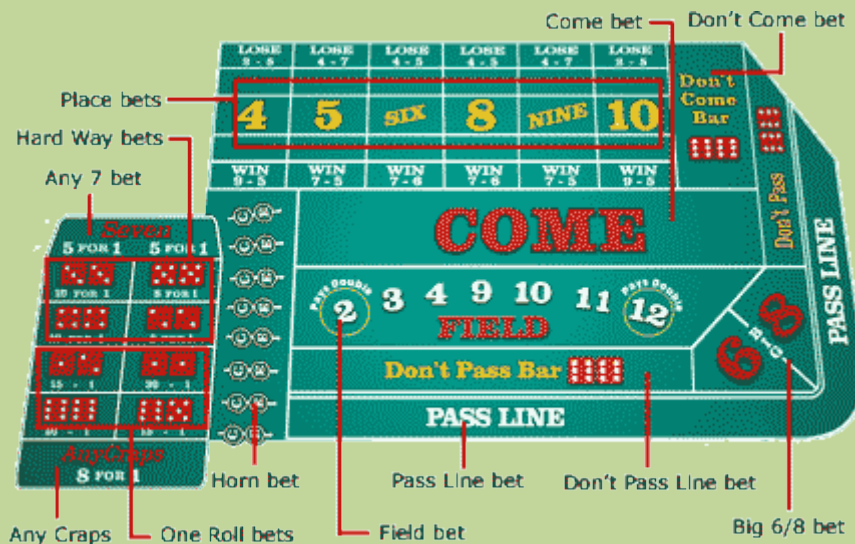 Come bet
Don't Come bet
Place bets
Hard Way bets
Any 7 bet
LOSE LOSE LOSE LOSE LOSE LOSE
4 - 7 4 - 5 4 - 5 4 - 7
4 5 SIX 8 NINE 10
WIN WIN WIN WIN WIN WIN
9 - 5 7 - 5 7 - 6 7 - 6 7 - 5 9 - 5
Don't
Come
Bar
Don't Pass
PASS LINE
Seven
5 FOR 1 5 FOR 1
10 FOR 1 8 FOR 1
15 - 1 30 - 1
15 - 1
Any Craps
8 FOR 1
COME
Pays Double
2 3 4 9 10 11 12
Pays Double
FIELD
BIG
6 8
Don't Pass Bar
PASS LINE
Horn bet
Pass Line bet
Don't Pass Line bet
Any Craps
One Roll bets
Field bet
Big 6/8 bet